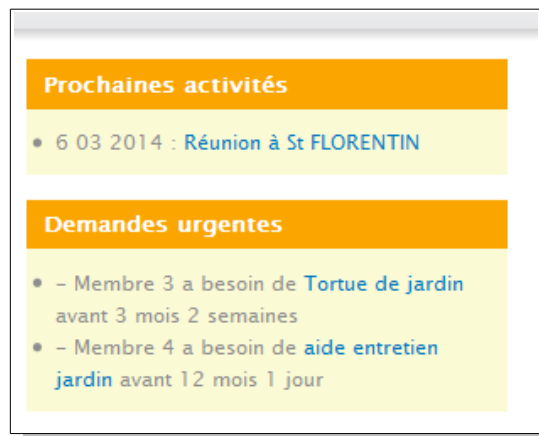 Prochaines activités
• 6 03 2014 : Réunion à St FLORENTIN
Demandes urgentes
• – Membre 3 a besoin de Tortue de jardin
avant 3 mois 2 semaines
• – Membre 4 a besoin de aide entretien
jardin avant 12 mois 1 jour